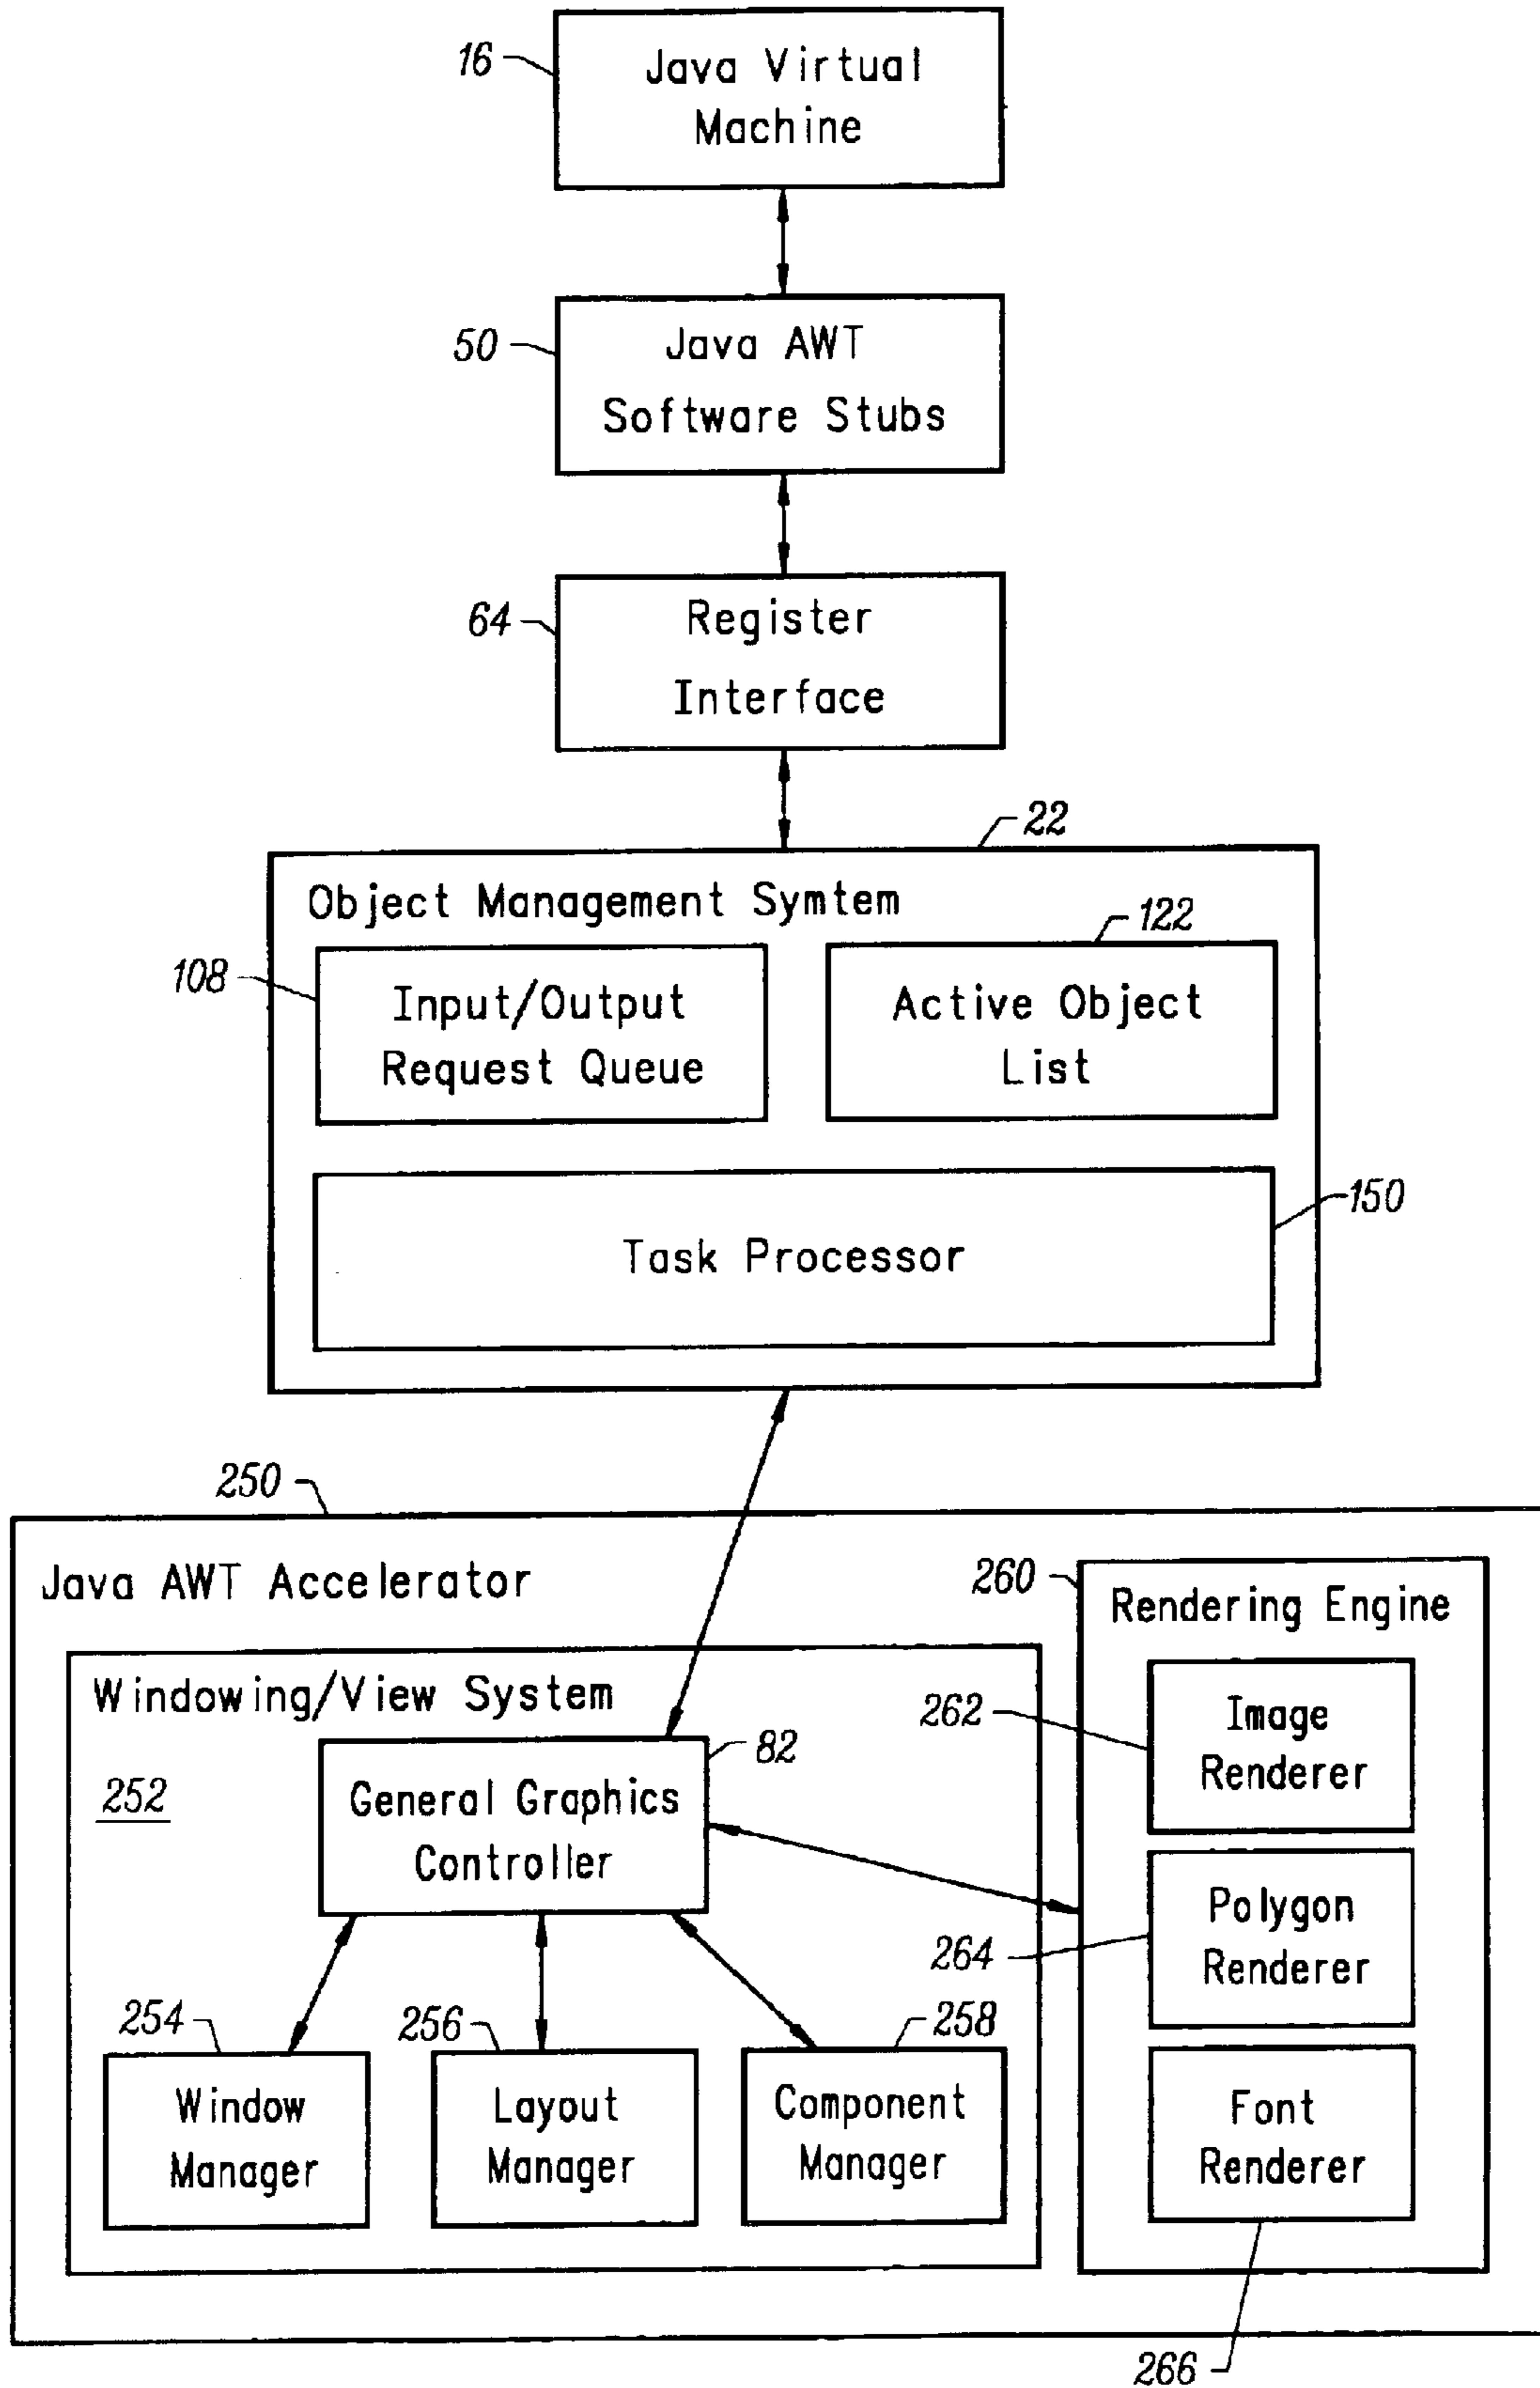 16
Java Virtual
Machine
50
Java AWT
Software Stubs
64
Register
Interface
22
Object Management Symtem
108
Input/Output
Request Queue
122
Active Object
List
150
Task Processor
250
Java AWT Accelerator
Windowing/View System
252
82
General Graphics
Controller
254
Window
Manager
256
Layout
Manager
258
Component
Manager
260
Rendering Engine
262
Image
Renderer
264
Polygon
Renderer
Font
Renderer
266